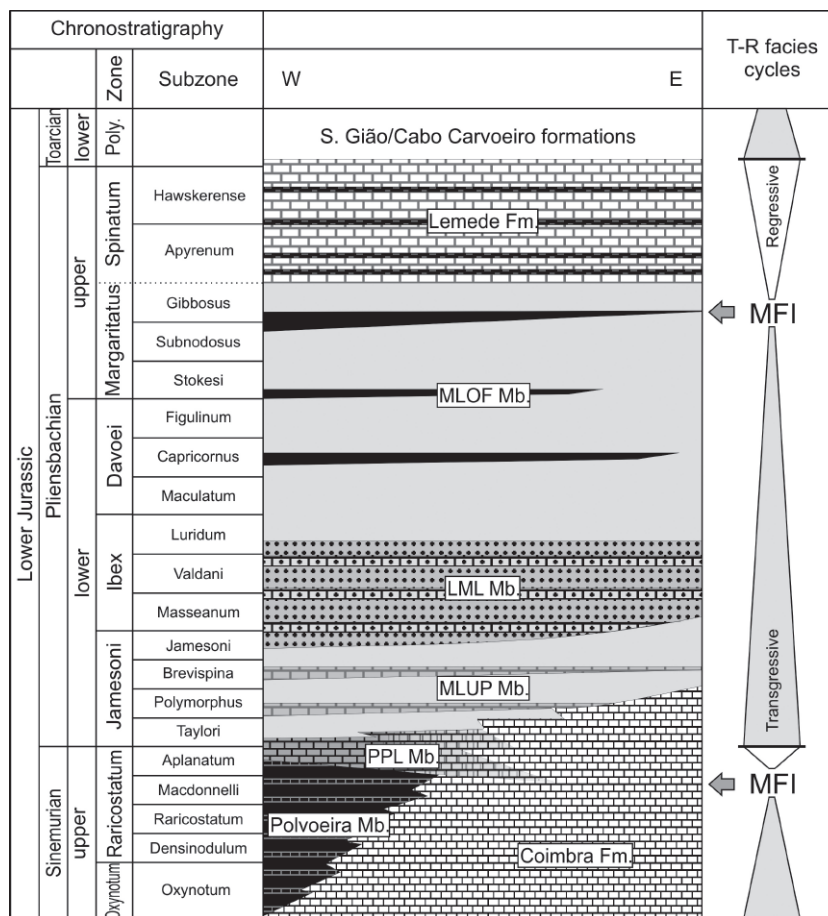 Chronostratigraphy
T-R facies
cycles
Zone
Subzone
W
E
Lower Jurassic
Toarcian
lower
Poly.
S. Gião/Cabo Carvoeiro formations
Pliensbachian
upper
Spinatum
Hawskerense
Lemede Fm.
Regressive
Apyrenum
Margaritatus
Gibbosus
MFI
Subnodosus
Stokesi
MLOF Mb.
lower
Davoei
Figulinum
Capricornus
Maculatum
Ibex
Luridum
Valdani
LML Mb.
Masseanum
Jamesoni
Jamesoni
Brevispina
MLUP Mb.
Polymorphus
Taylori
Transgressive
Sinemurian
upper
Raricostatum
Aplanatum
PPL Mb.
Macdonnelli
MFI
Raricostatum
Polvoeira Mb.
Densinodulum
Coimbra Fm.
Oxynotum
Oxynotum